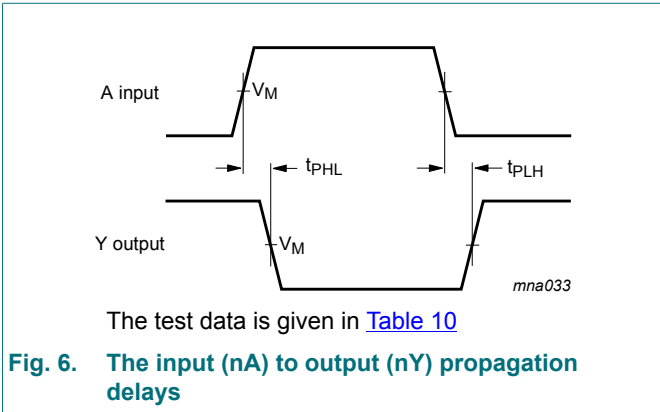 A input
VM
tPHL
tPLH
Y output
VM
mna033
The test data is given in Table 10
Fig. 6. The input (nA) to output (nY) propagation
delays